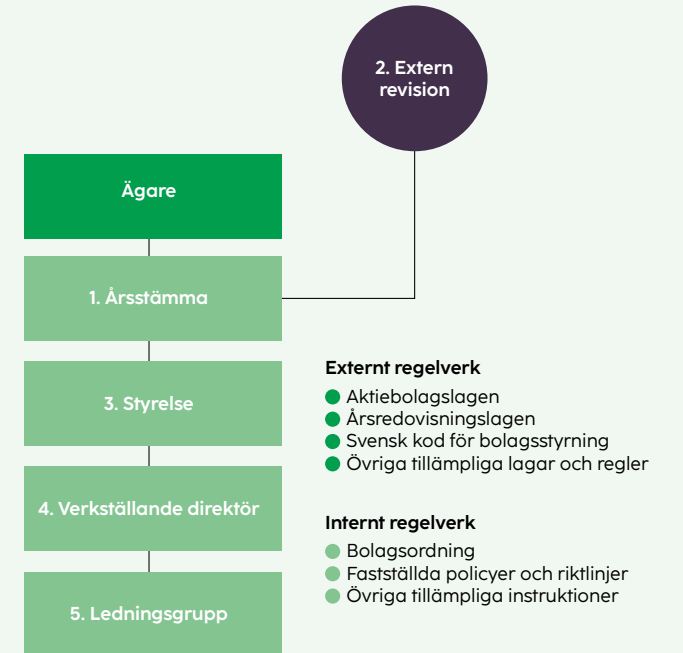 2. Extern
revision
Ägare
1. Årsstämma
3. Styrelse
4. Verkställande direktör
5. Ledningsgrupp
Externt regelverk
Aktiebolagslagen
Årsredovisningslagen
Svensk kod för bolagsstyrning
Övriga tillämpliga lagar och regler
Internt regelverk
Bolagsordning
Fastställda policyer och riktlinjer
Övriga tillämpliga instruktioner